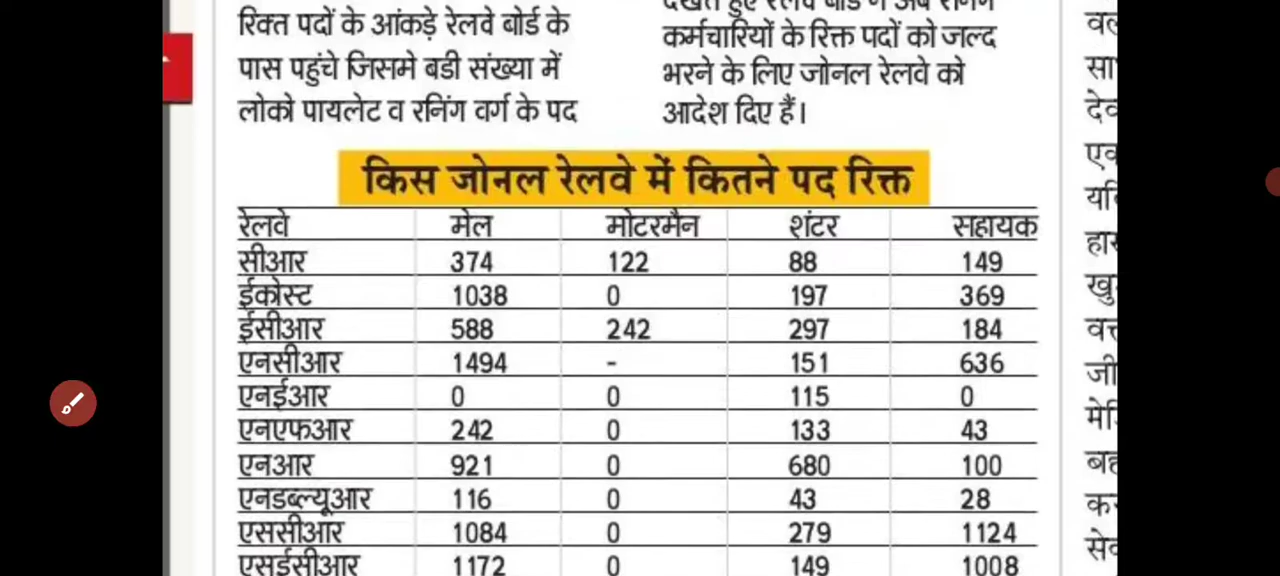 रिक्त पदों के आंकड़े रेलवे बोर्ड के
पास पहुंचे जिसमे बडी संख्या में
लोको पायलेट व रनिंग वर्ग के पद
कर्मचारियों के रिक्त पदों को जल्द
भरने के लिए जोनल रेलवे को
आदेश दिए हैं।
किस जोनल रेलवे में कितने पद रिक्त
रेलवे मेल मोटरमैन शंटर सहायक
सीआर 374 122 88 149
ईकोस्ट 1038 0 197 369
ईसीआर 588 242 297 184
एनसीआर 1494 - 151 636
एनईआर 0 0 115 0
एनएफआर 242 0 133 43
एनआर 921 0 680 100
एनडब्ल्यूआर 116 0 43 28
एससीआर 1084 0 279 1124
एसईसीआर 1172 0 149 1008